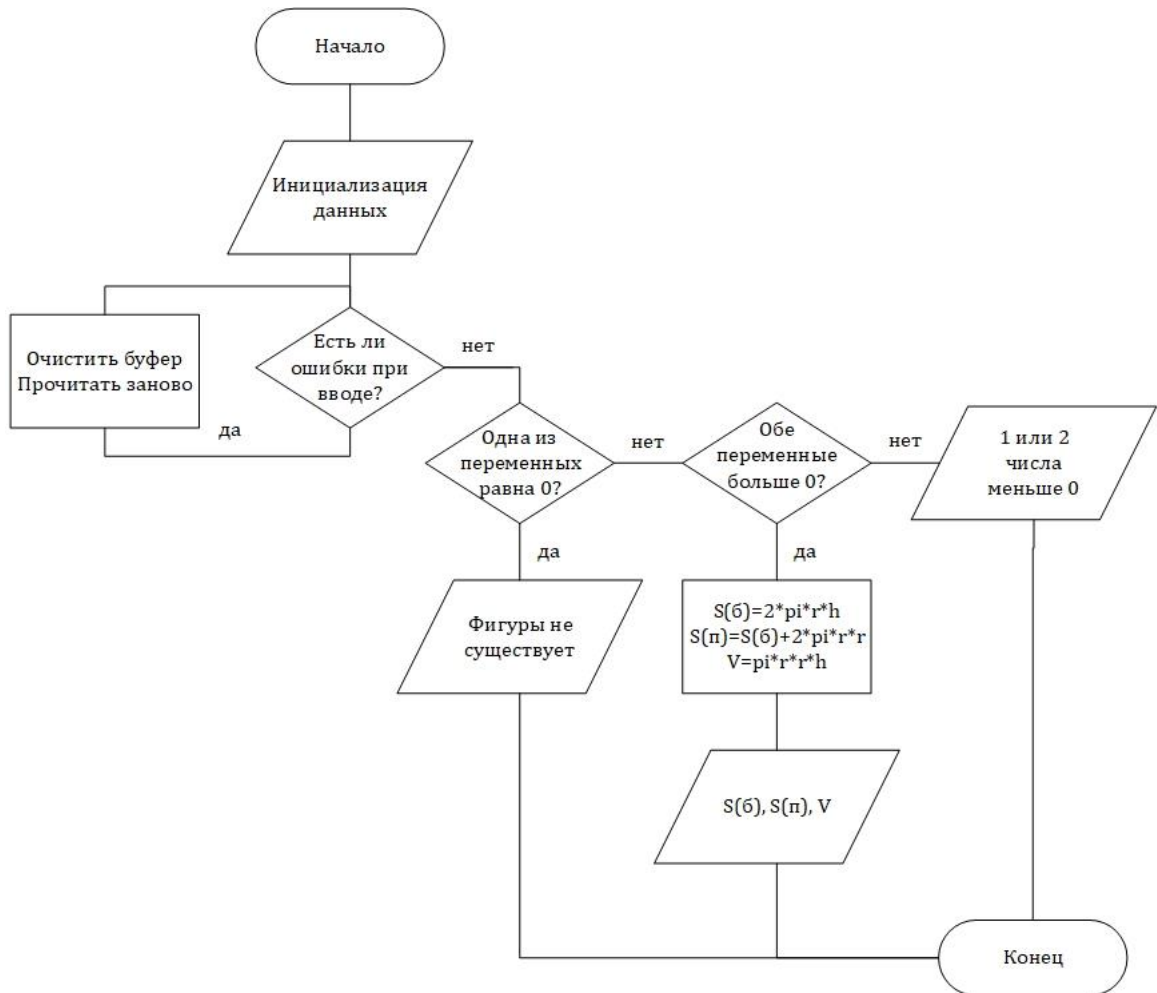 Начало
Инициализация
данных
Очистить буфер
Прочитать заново
Есть ли
ошибки при
вводе?
нет
да
Одна из
переменных
равна 0?
нет
Обе
переменные
больше 0?
нет
1 или 2
числа
меньше 0
да
да
Фигуры не
существует
S(б)=2*pi*r*h
S(п)=S(б)+2*pi*r*r
V=pi*r*r*h
S(б), S(п), V
Конец